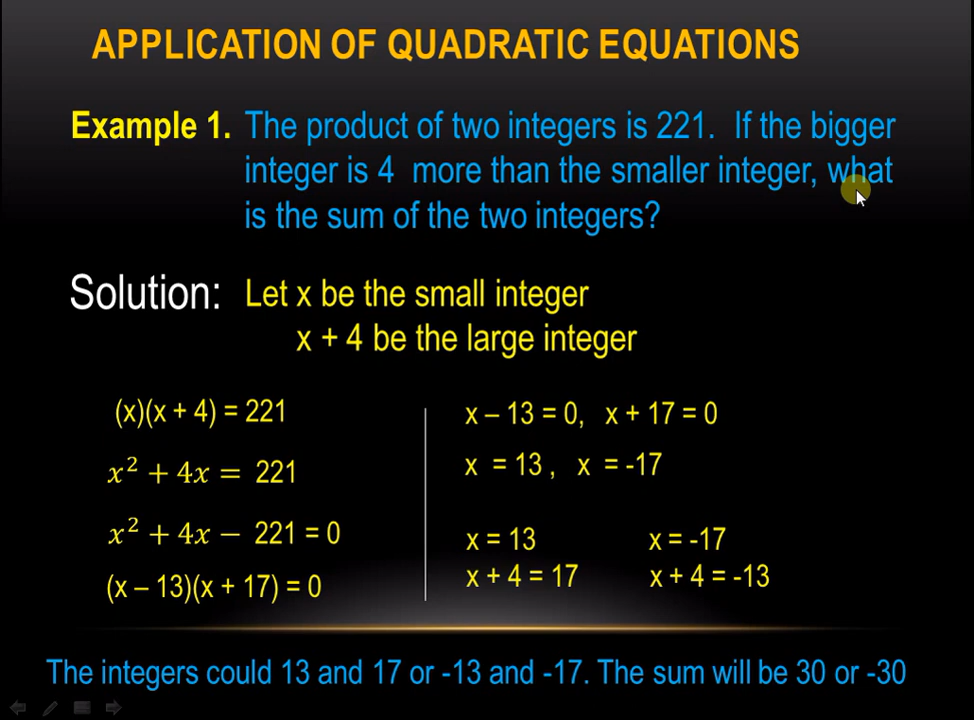 APPLICATION OF QUADRATIC EQUATIONS
Example 1. The product of two integers is 221. If the bigger
integer is 4 more than the smaller integer, what
is the sum of the two integers?
Solution: Let x be the small integer
x + 4 be the large integer
(x)(x + 4) = 221
x² + 4x = 221
x² + 4x − 221 = 0
(x – 13)(x + 17) = 0
x – 13 = 0, x + 17 = 0
x = 13 , x = -17
x = 13 x = -17
x + 4 = 17 x + 4 = -13
The integers could 13 and 17 or -13 and -17. The sum will be 30 or -30